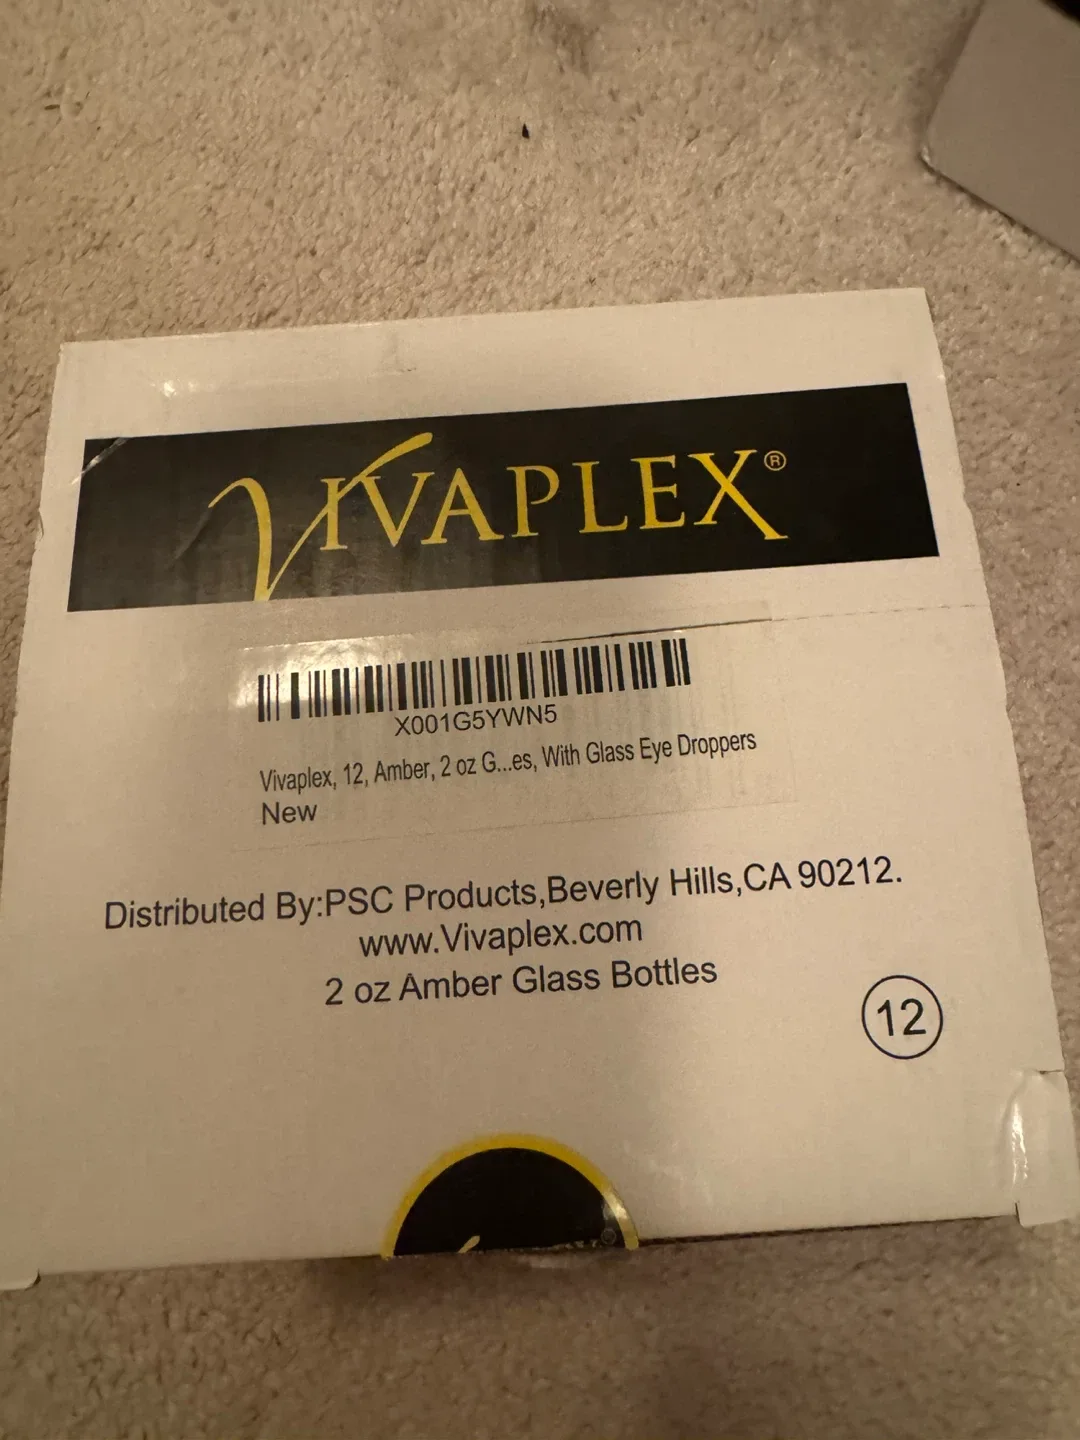 VIVAPLEX®
X001G5YWN5
Vivaplex, 12, Amber, 2 oz G...es, With Glass Eye Droppers
New
Distributed By:PSC Products,Beverly Hills,CA 90212.
www.Vivaplex.com
2 oz Amber Glass Bottles
12